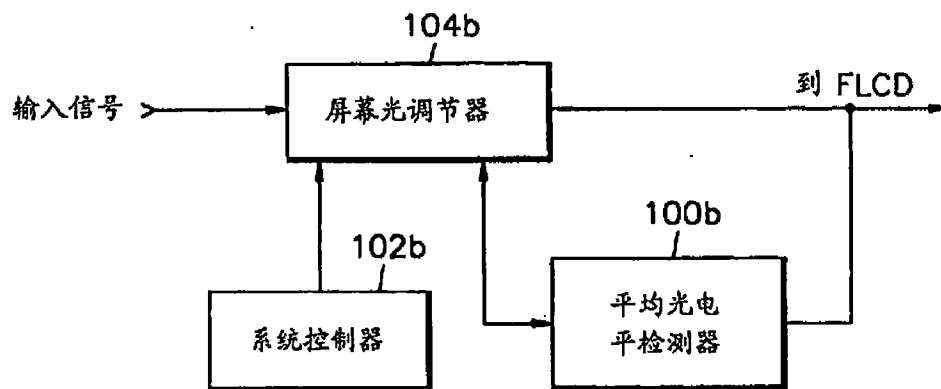 104b
输入信号
屏幕光调节器
到 FLCD
102b
系统控制器
100b
平均光电
平检测器